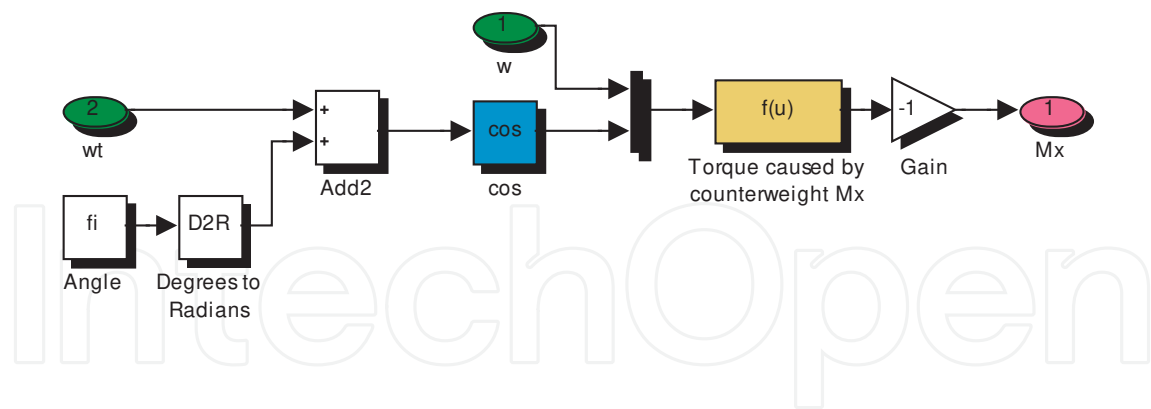 1
w
2
wt
+
+
Add2
cos
cos
f(u)
Torque caused by
counterweight Mx
-1
Gain
1
Mx
fi
Angle
D2R
Degrees to
Radians
IntechOpen